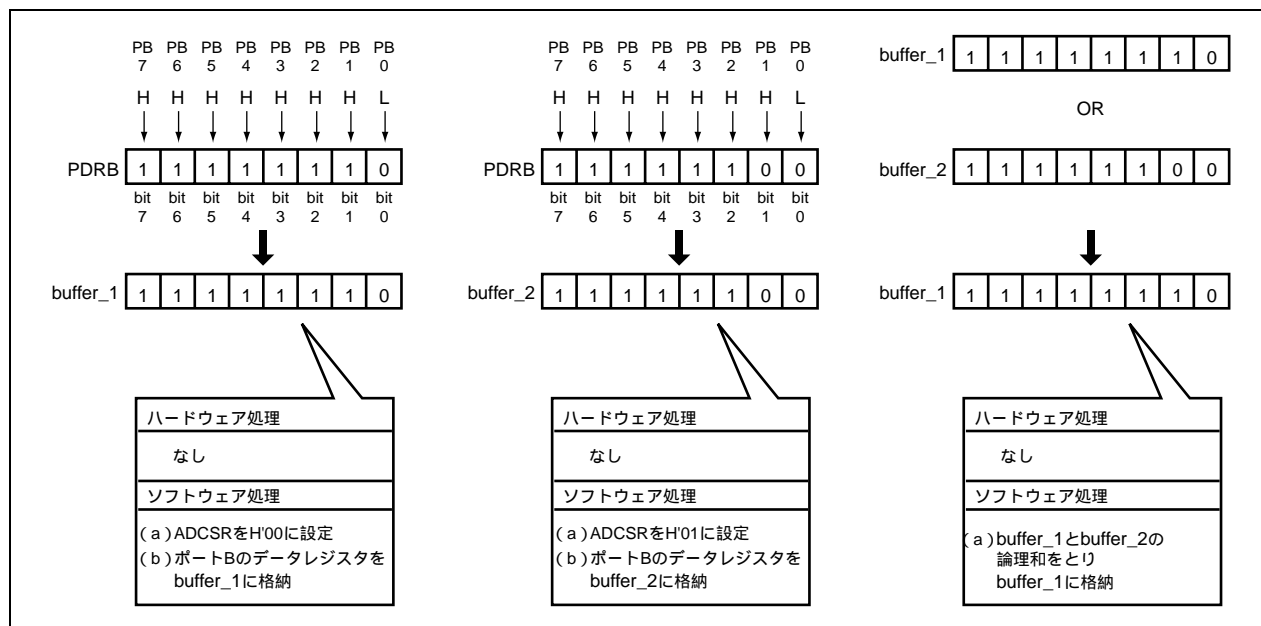 PB PB PB PB PB PB PB PB
7 6 5 4 3 2 1 0
H H H H H H H L
PDRB 1 1 1 1 1 1 1 0
bit bit bit bit bit bit bit bit
7 6 5 4 3 2 1 0
buffer_1 1 1 1 1 1 1 1 0
ハードウェア処理
なし
ソフトウェア処理
(a)ADCSRをH'00に設定
(b)ポートBのデータレジスタを
buffer_1に格納
PB PB PB PB PB PB PB PB
7 6 5 4 3 2 1 0
H H H H H H H L
PDRB 1 1 1 1 1 1 0 0
bit bit bit bit bit bit bit bit
7 6 5 4 3 2 1 0
buffer_2 1 1 1 1 1 1 0 0
ハードウェア処理
なし
ソフトウェア処理
(a)ADCSRをH'01に設定
(b)ポートBのデータレジスタを
buffer_2に格納
buffer_1 1 1 1 1 1 1 1 0
OR
buffer_2 1 1 1 1 1 1 0 0
buffer_1 1 1 1 1 1 1 1 0
ハードウェア処理
なし
ソフトウェア処理
(a)buffer_1とbuffer_2の
論理和をとり
buffer_1に格納